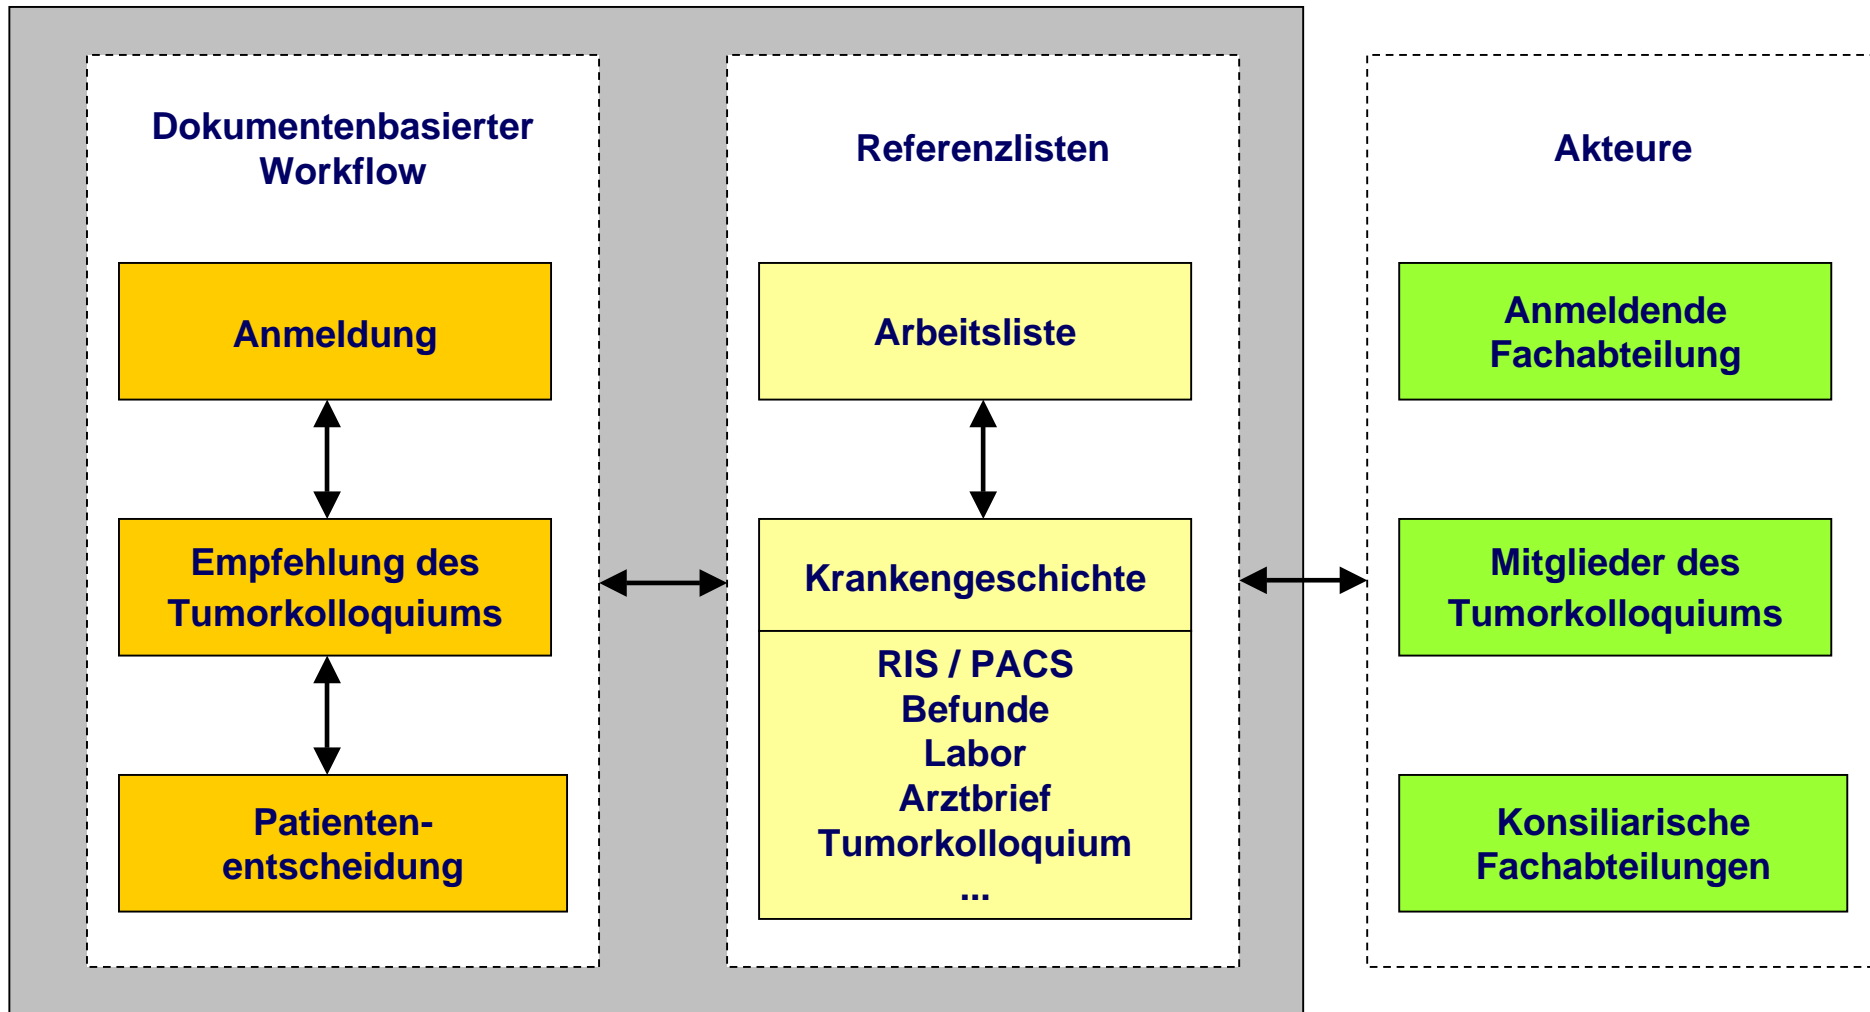 Dokumentenbasierter
Workflow
Anmeldung
Empfehlung des
Tumorkolloquiums
Patienten-
entscheidung
Referenzlisten
Arbeitsliste
Krankengeschichte
RIS / PACS
Befunde
Labor
Arztbrief
Tumorkolloquium
...
Akteure
Anmeldende
Fachabteilung
Mitglieder des
Tumorkolloquiums
Konsiliarische
Fachabteilungen